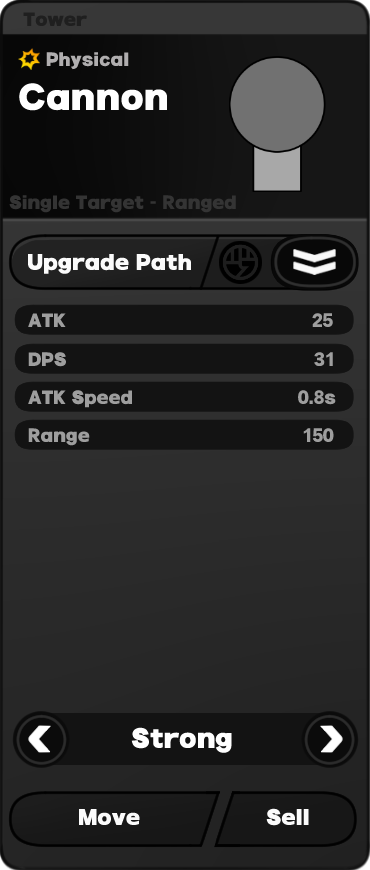 Tower
Physical
Cannon
Single Target - Ranged
Upgrade Path
ATK 25
DPS 31
ATK Speed 0.8s
Range 150
Strong
Move Sell